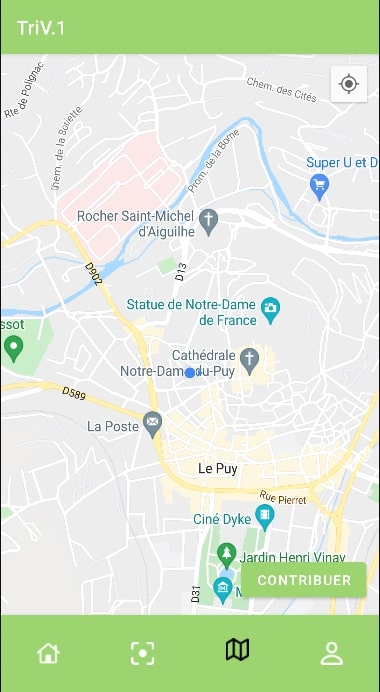 TriV.1
Rte de Polignac
Chem. de la Boriette
Chem. des Cités
Prom. de la Borne
Super U et D
Rocher Saint-Michel
d'Aiguilhe
D13
D902
Statue de Notre-Dame
de France
ssot
Cathédrale
Notre-Dame-du-Puy
D589
La Poste
Le Puy
Rue Pierret
Ciné Dyke
Jardin Henri Vinay
D31
M
CONTRIBUER